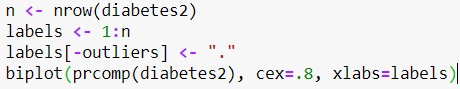 n <- nrow(diabetes2)
labels <- 1:n
labels[-outliers] <- "."
biplot(prcomp(diabetes2), cex=.8, xlabs=labels)